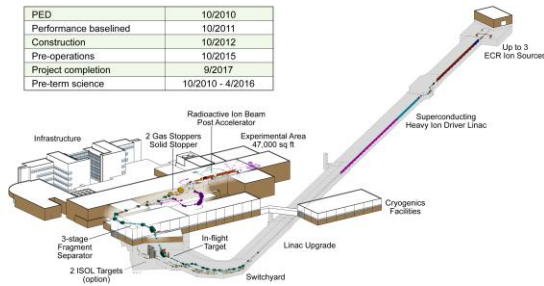 PED 10/2010
Performance baselined 10/2011
Construction 10/2012
Pre-operations 10/2015
Project completion 9/2017
Pre-term science 10/2010 - 4/2016
Up to 3
ECR Ion Sources
Radioactive Ion Beam
Post Accelerator
Infrastructure
2 Gas Stoppers
Solid Stopper
Experimental Area
47,000 sq ft
Superconducting
Heavy Ion Driver Linac
Cryogenics
Facilities
3-stage
Fragment
Separator
In-flight
Target
Linac Upgrade
2 ISOL Targets
(option)
Switchyard